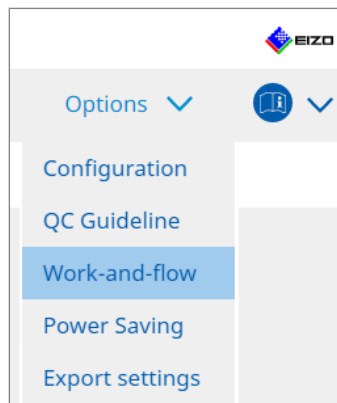 EIZO
Options
Configuration
QC Guideline
Work-and-flow
Power Saving
Export settings